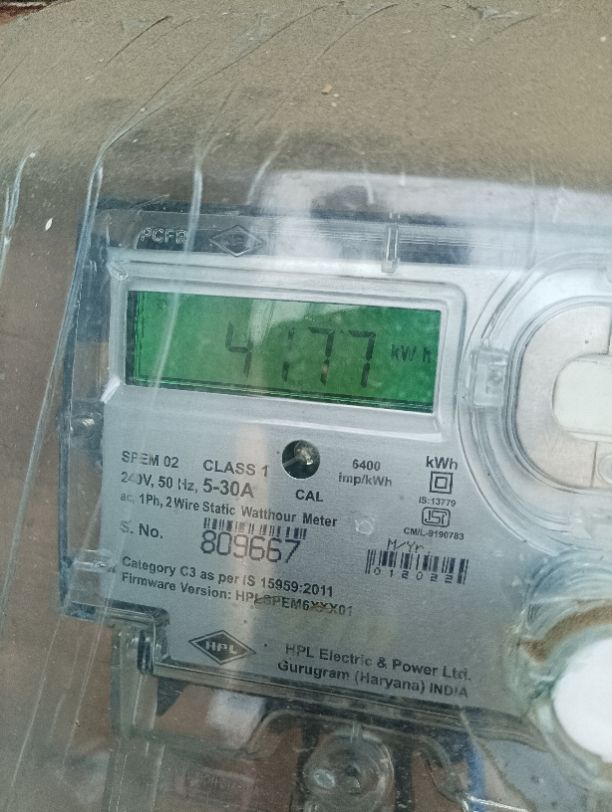 4177 kWh
SPEM 02 CLASS 1 6400 imp/kWh kWh
240V, 50 Hz, 5-30A CAL
IS:13779
ac, 1Ph, 2 Wire Static Watthour Meter
CM/L-9190783
S. No. 809667 M/Yr.
012022
Category C3 as per IS 15959:2011
Firmware Version: HPLSPEM6XXX01
HPL
HPL Electric & Power Ltd.
Gurugram (Haryana) INDIA